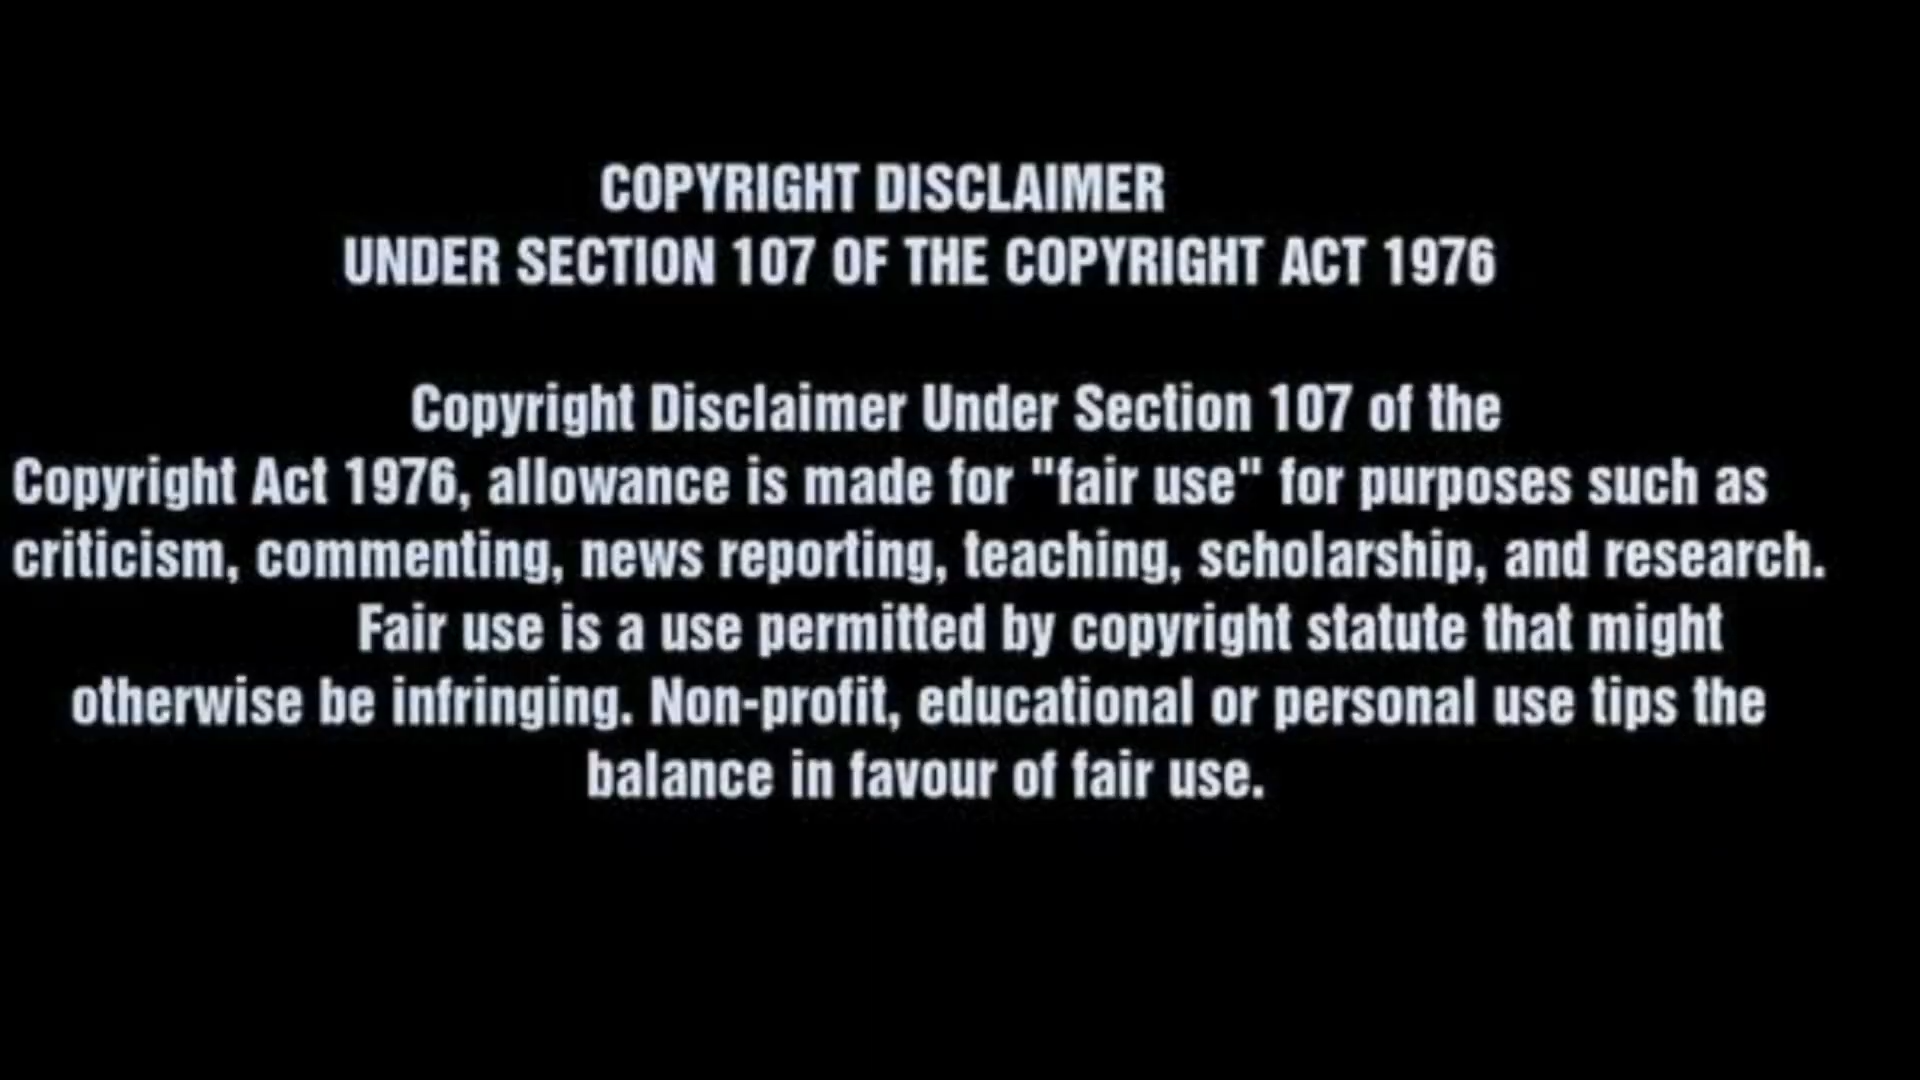 COPYRIGHT DISCLAIMER
UNDER SECTION 107 OF THE COPYRIGHT ACT 1976
Copyright Disclaimer Under Section 107 of the
Copyright Act 1976, allowance is made for "fair use" for purposes such as
criticism, commenting, news reporting, teaching, scholarship, and research.
Fair use is a use permitted by copyright statute that might
otherwise be infringing. Non-profit, educational or personal use tips the
balance in favour of fair use.